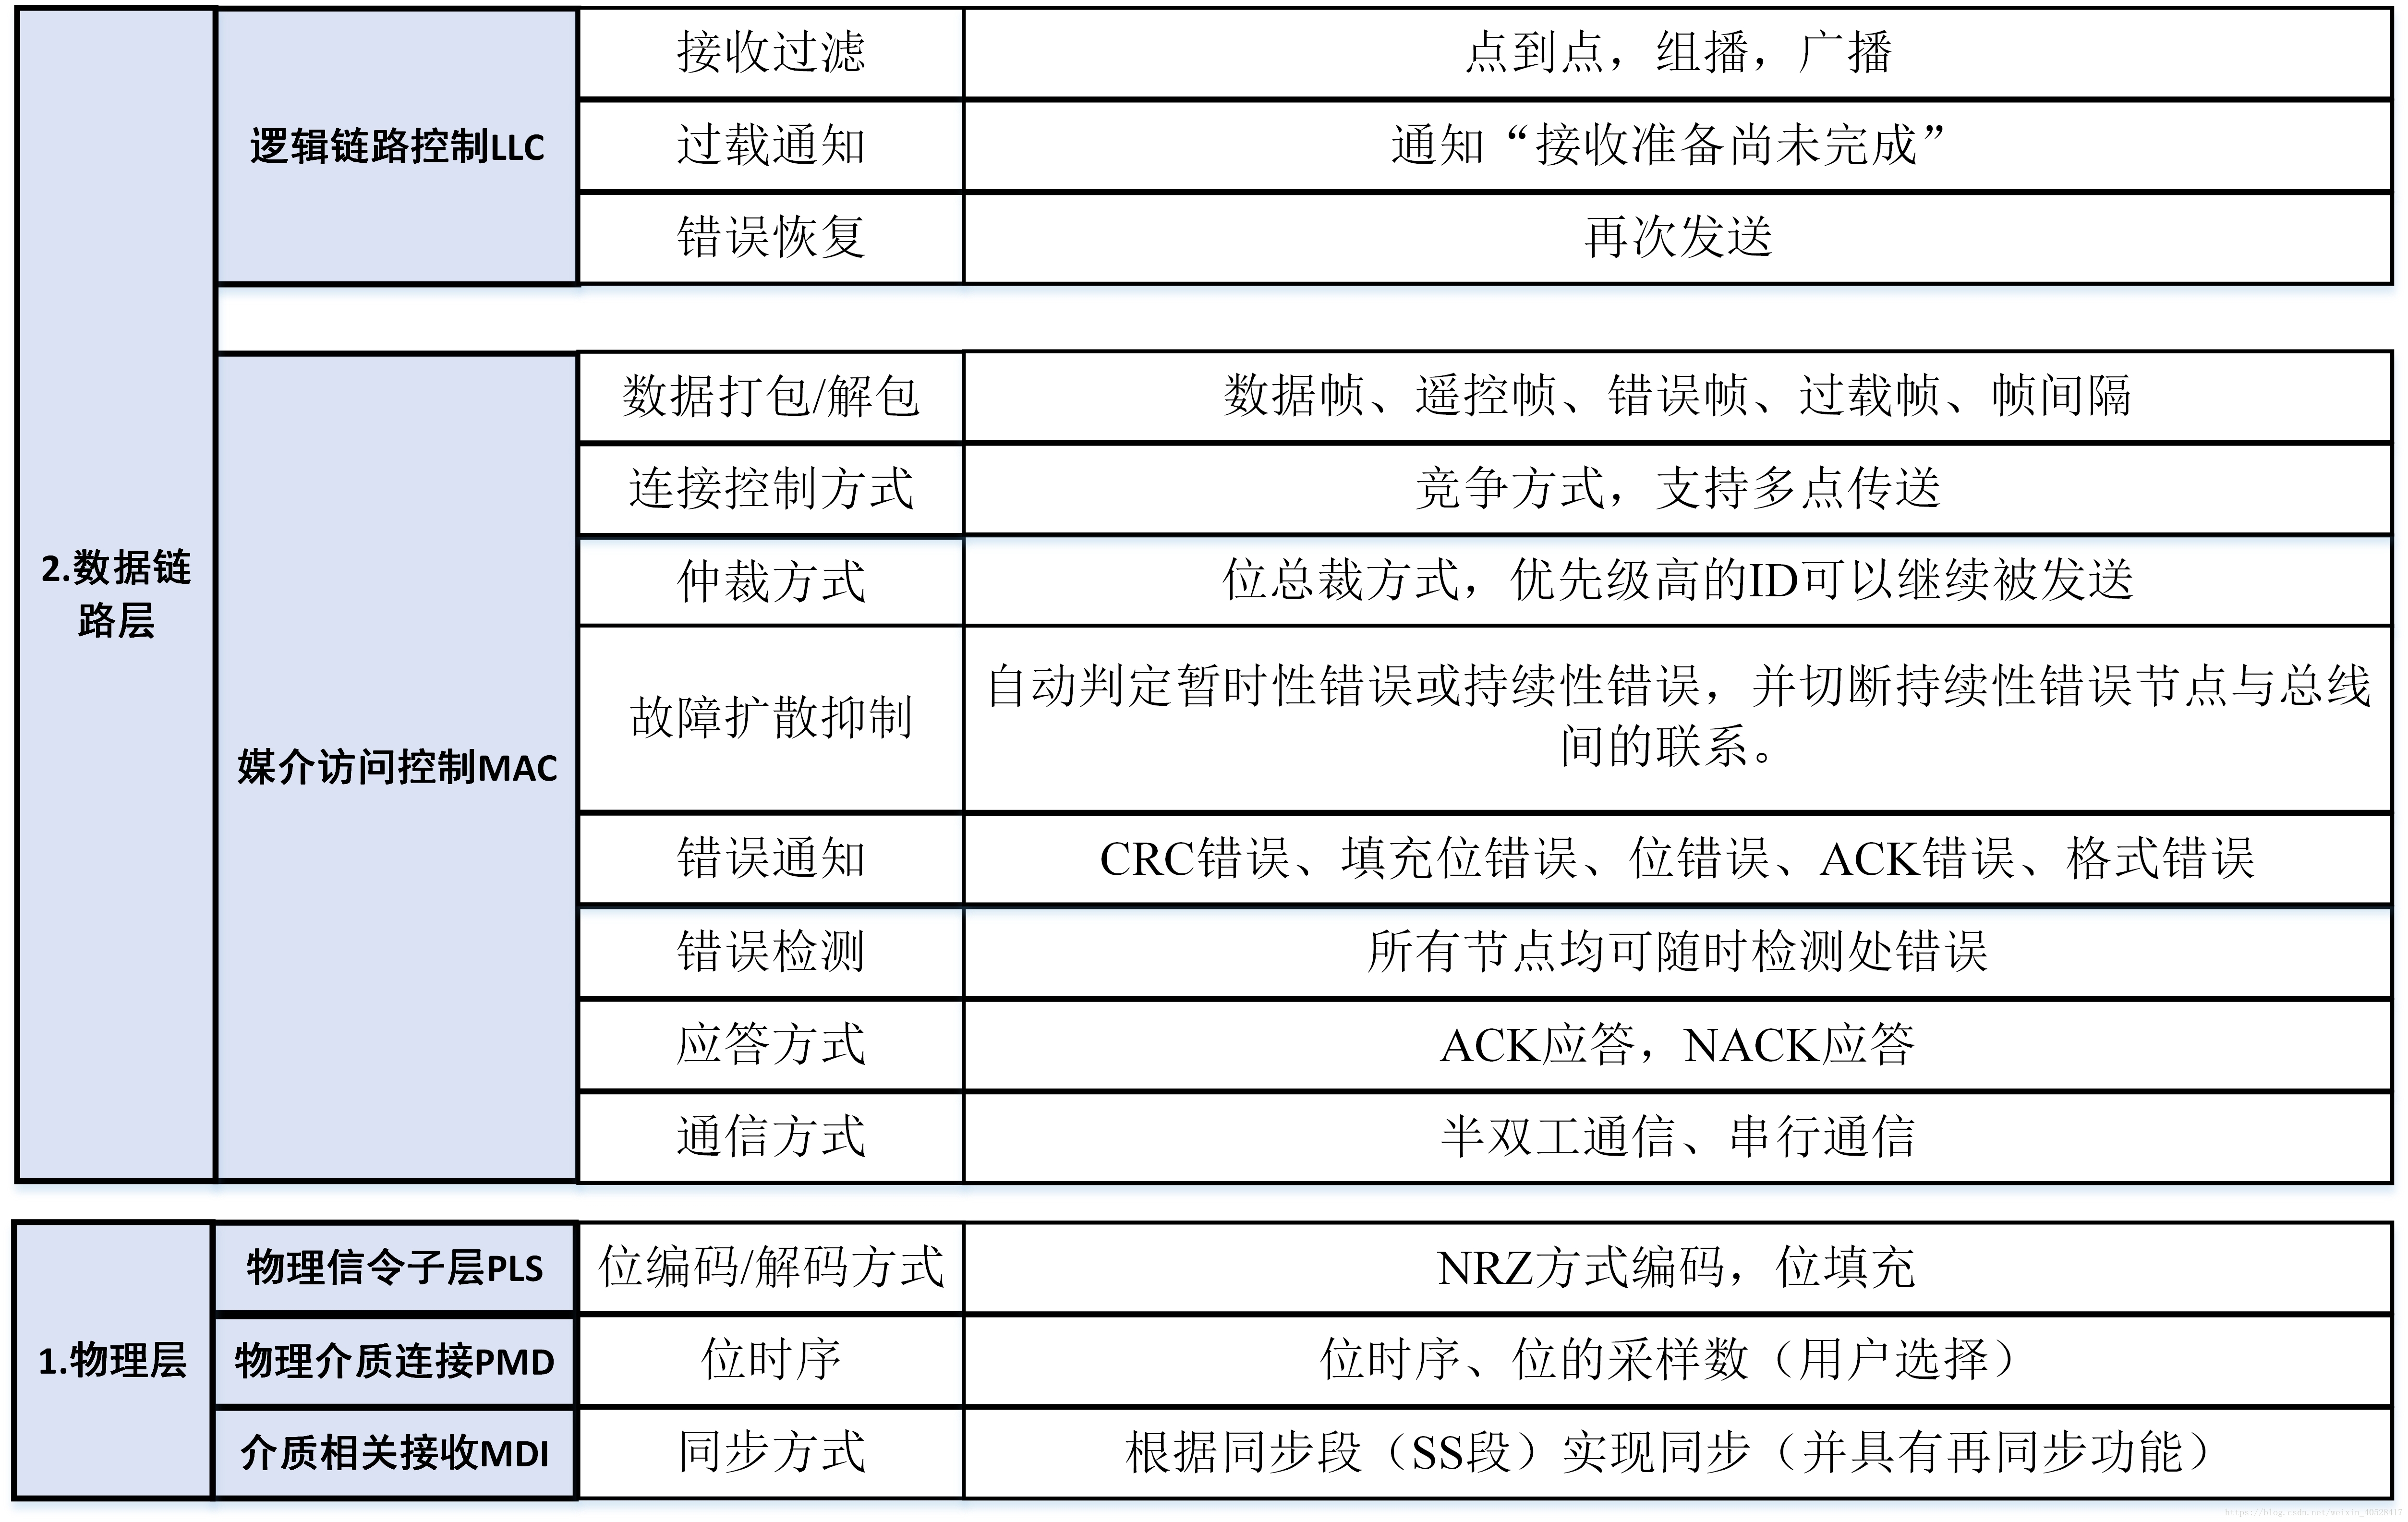 2.数据链
路层
逻辑链路控制LLC
接收过滤
点到点，组播，广播
过载通知
通知“接收准备尚未完成”
错误恢复
再次发送
媒介访问控制MAC
数据打包/解包
数据帧、遥控帧、错误帧、过载帧、帧间隔
连接控制方式
竞争方式，支持多点传送
仲裁方式
位总裁方式，优先级高的ID可以继续被发送
故障扩散抑制
自动判定暂时性错误或持续性错误，并切断持续性错误节点与总线
间的联系。
错误通知
CRC错误、填充位错误、位错误、ACK错误、格式错误
错误检测
所有节点均可随时检测处错误
应答方式
ACK应答，NACK应答
通信方式
半双工通信、串行通信
1.物理层
物理信令子层PLS
位编码/解码方式
NRZ方式编码，位填充
物理介质连接PMD
位时序
位时序、位的采样数（用户选择）
介质相关接收MDI
同步方式
根据同步段（SS段）实现同步（并具有再同步功能）